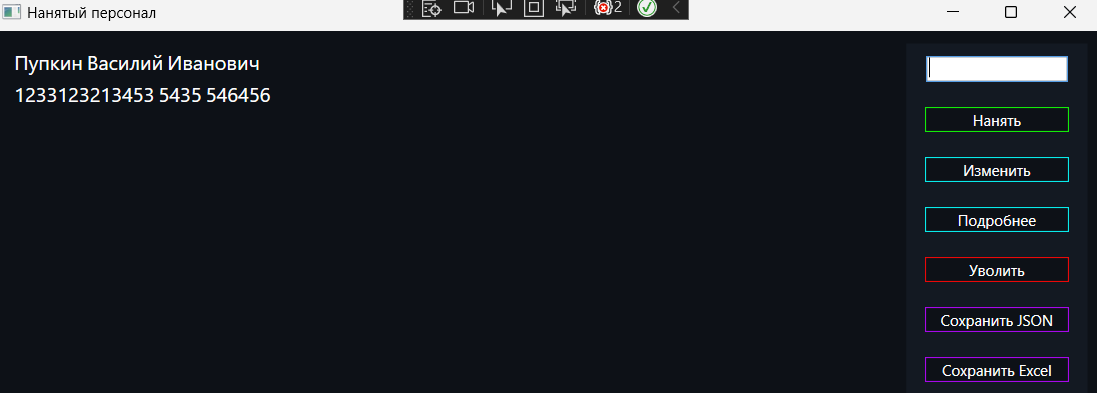 Нанятый персонал
2
Пупкин Василий Иванович
1233123213453 5435 546456
Нанять
Изменить
Подробнее
Уволить
Сохранить JSON
Сохранить Excel